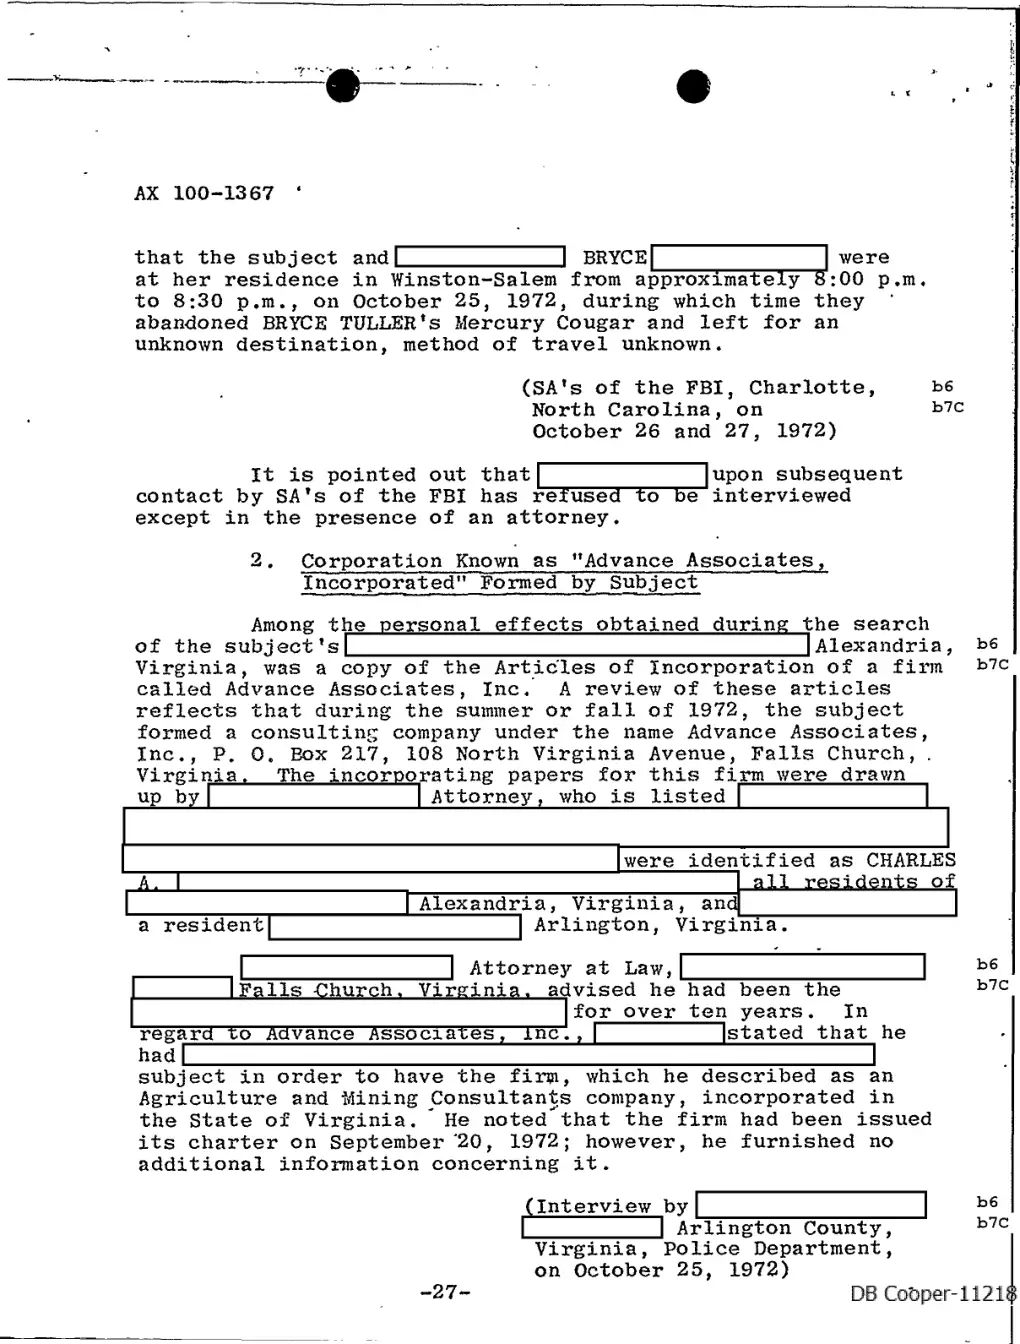 AX 100-1367
that the subject and BRYCE were
at her residence in Winston-Salem from approximately 8:00 p.m.
to 8:30 p.m., on October 25, 1972, during which time they
abandoned BRYCE TULLER's Mercury Cougar and left for an
unknown destination, method of travel unknown.
(SA's of the FBI, Charlotte, b6
North Carolina, on b7C
October 26 and 27, 1972)
It is pointed out that upon subsequent
contact by SA's of the FBI has refused to be interviewed
except in the presence of an attorney.
2. Corporation Known as "Advance Associates,
Incorporated" Formed by Subject
Among the personal effects obtained during the search
of the subject's Alexandria, b6
Virginia, was a copy of the Articles of Incorporation of a firm b7C
called Advance Associates, Inc. A review of these articles
reflects that during the summer or fall of 1972, the subject
formed a consulting company under the name Advance Associates,
Inc., P. O. Box 217, 108 North Virginia Avenue, Falls Church,
Virginia. The incorporating papers for this firm were drawn
up by Attorney, who is listed
were identified as CHARLES
A. all residents of
Alexandria, Virginia, and
a resident Arlington, Virginia.
Attorney at Law, b6
Falls Church, Virginia, advised he had been the b7C
for over ten years. In
regard to Advance Associates, Inc., stated that he
had
subject in order to have the firm, which he described as an
Agriculture and Mining Consultants company, incorporated in
the State of Virginia. He noted that the firm had been issued
its charter on September 20, 1972; however, he furnished no
additional information concerning it.
(Interview by b6
Arlington County, b7C
Virginia, Police Department,
on October 25, 1972)
-27-
DB Cooper-11218